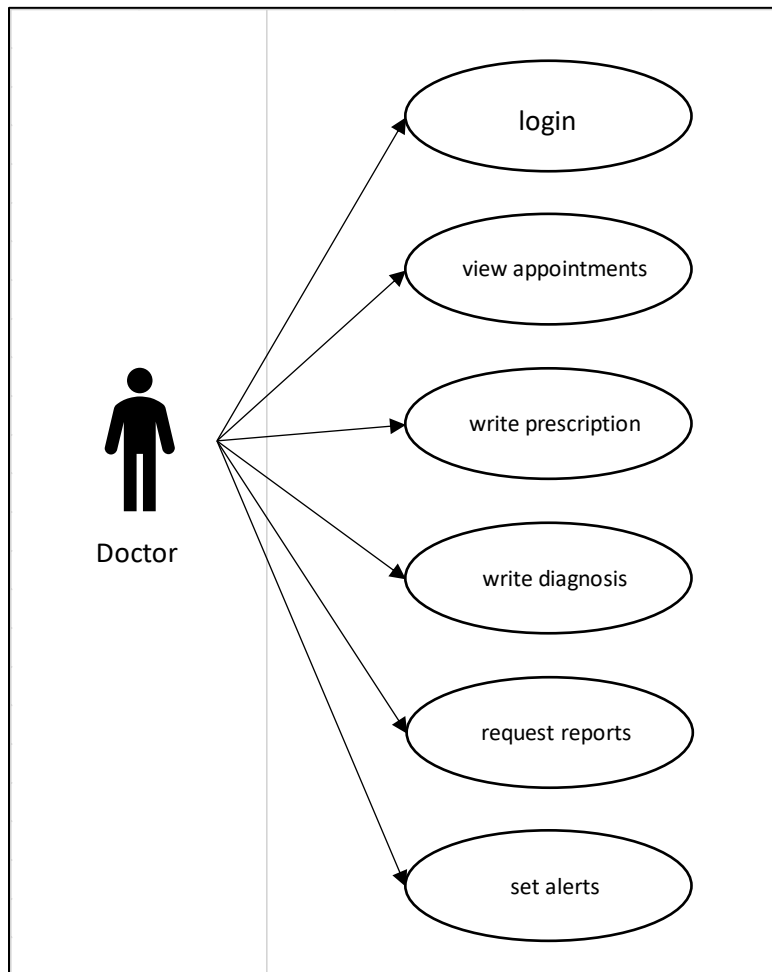 login
view appointments
write prescription
Doctor
write diagnosis
request reports
set alerts